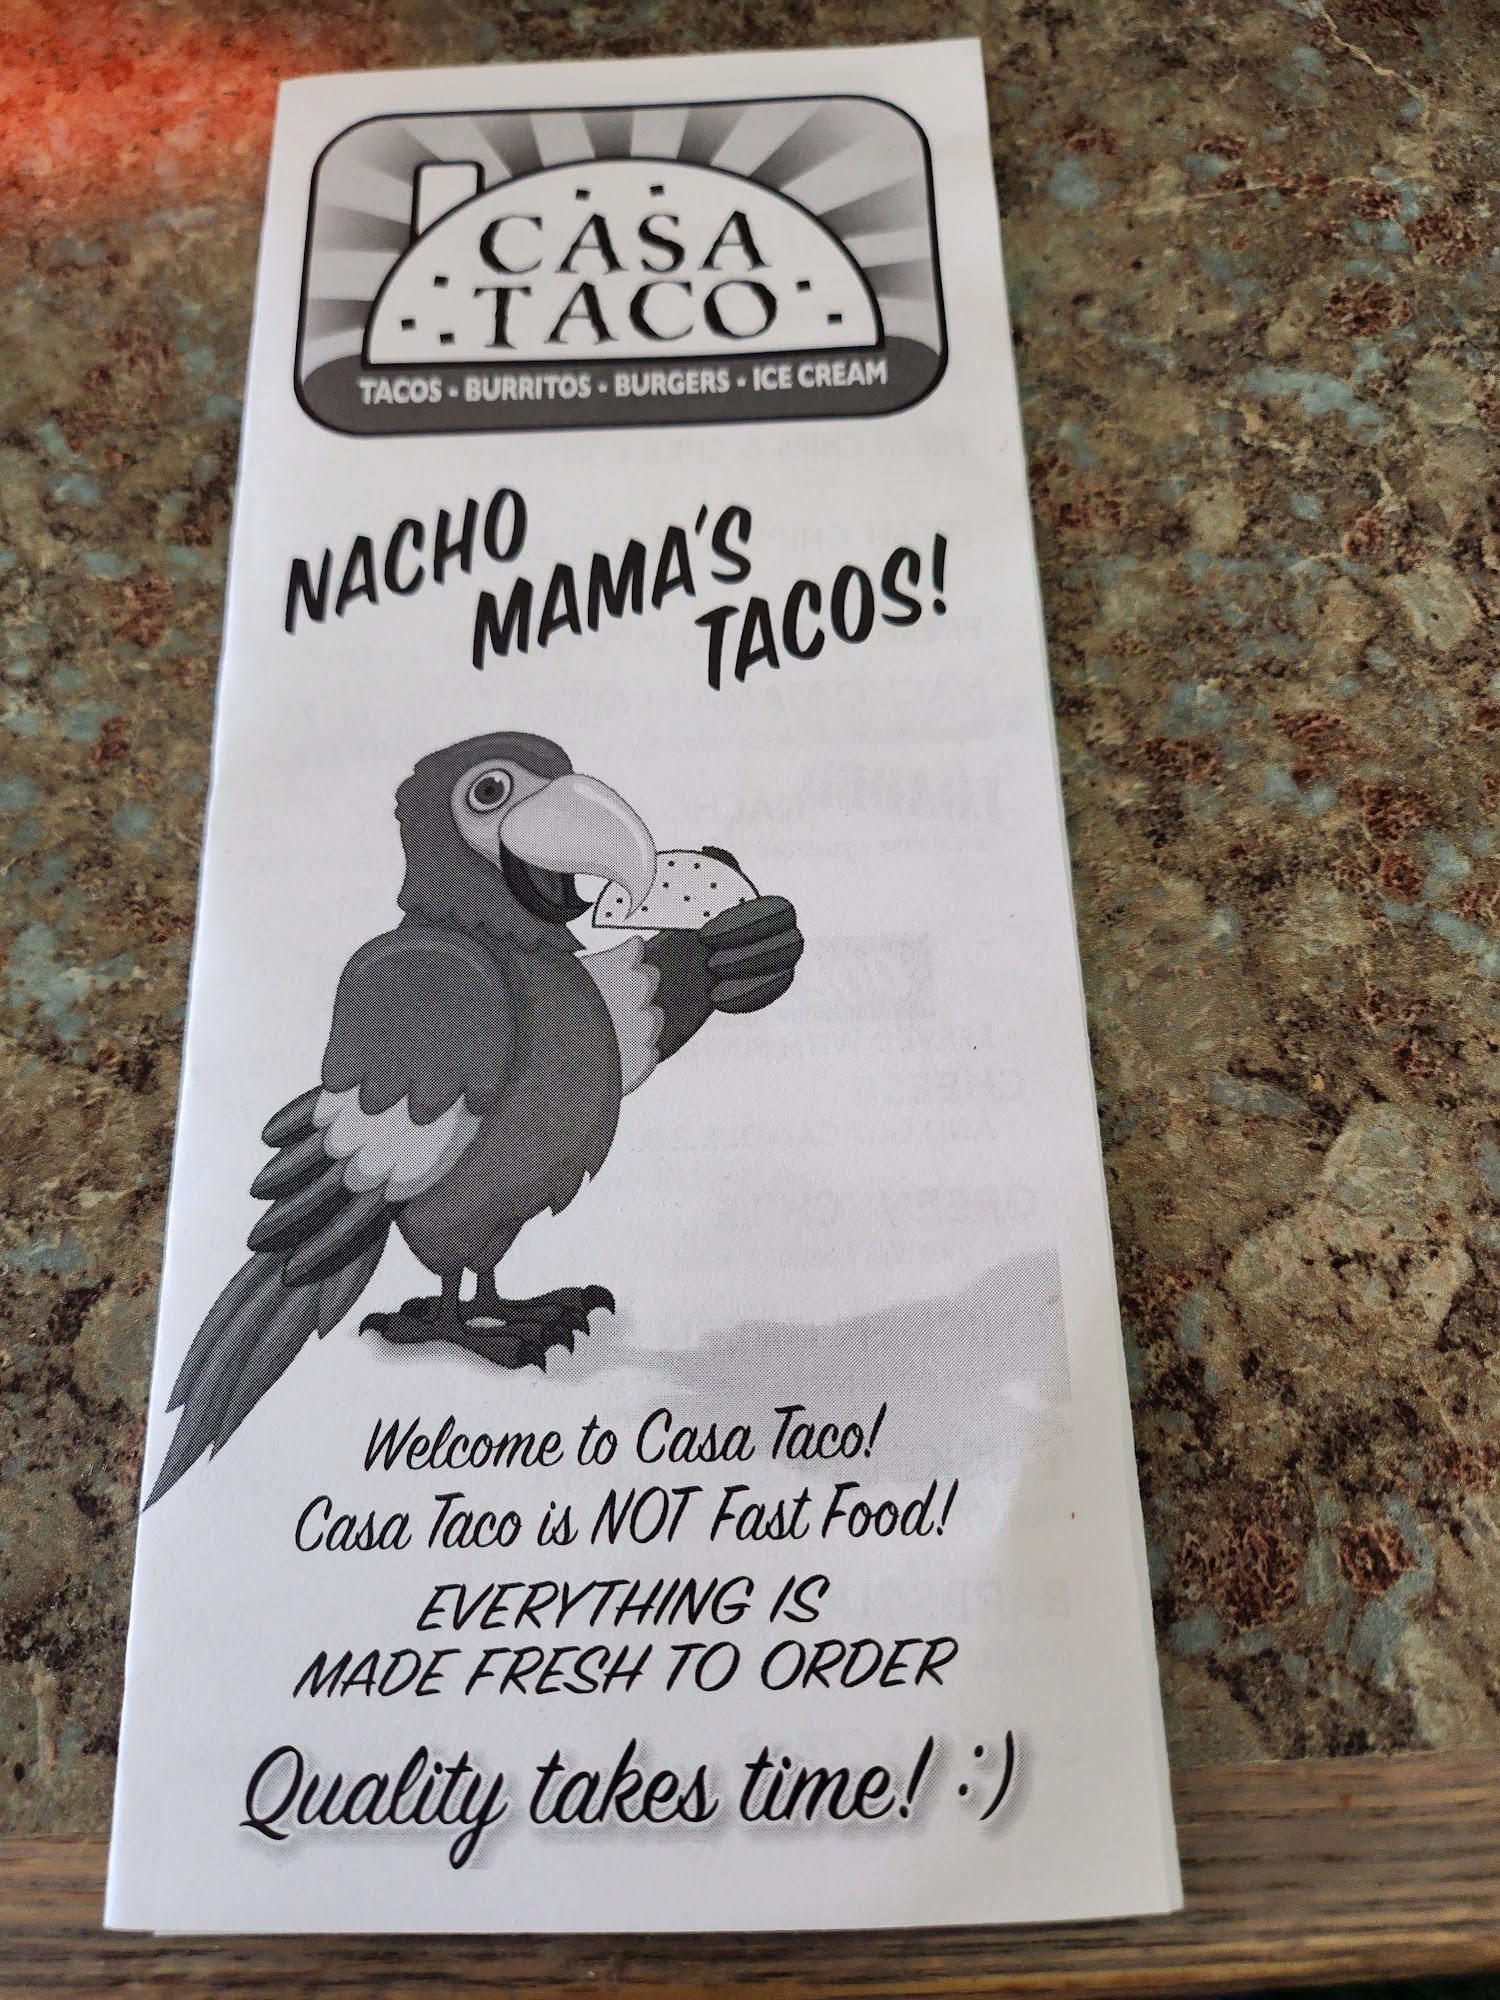 CASA
TACO
TACOS • BURRITOS • BURGERS • ICE CREAM
NACHO
MAMA'S
TACOS!
Welcome to Casa Taco!
Casa Taco is NOT Fast Food!
EVERYTHING IS
MADE FRESH TO ORDER
Quality takes time! :)